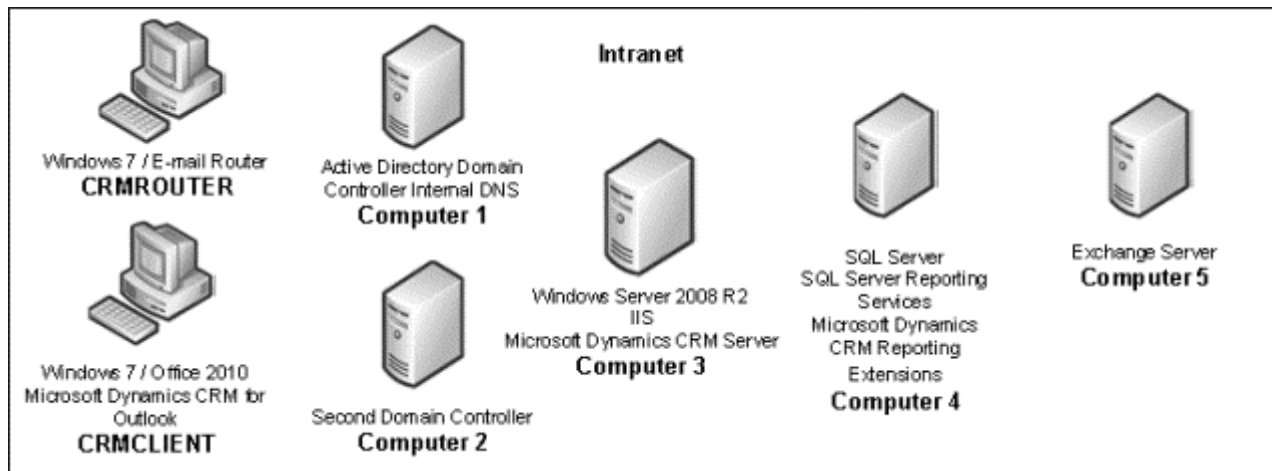 Intranet
Windows 7 / E-mail Router
CRMROUTER
Windows 7 / Office 2010
Microsoft Dynamics CRM for
Outlook
CRMCLIENT
Active Directory Domain
Controller Internal DNS
Computer 1
Second Domain Controller
Computer 2
Windows Server 2008 R2
IIS
Microsoft Dynamics CRM Server
Computer 3
SQL Server
SQL Server Reporting
Services
Microsoft Dynamics
CRM Reporting
Extensions
Computer 4
Exchange Server
Computer 5